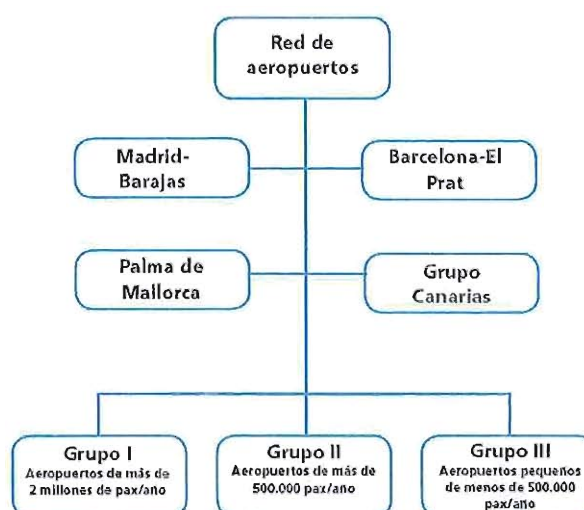 Red de
aeropuertos
Madrid-
Barajas
Barcelona-El
Prat
Palma de
Mallorca
Grupo
Canarias
Grupo I
Aeropuertos de más de
2 millones de pax/año
Grupo II
Aeropuertos de más de
500.000 pax/año
Grupo III
Aeropuertos pequeños
de menos de 500.000
pax/año